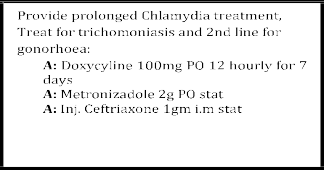 Provide prolonged Chlamydia treatment,
Treat for trichomoniasis and 2nd line for
gonorhoea:
A: Doxycyline 100mg PO 12 hourly for 7
days
A: Metronizadole 2g PO stat
A: Inj. Ceftriaxone 1gm i.m stat